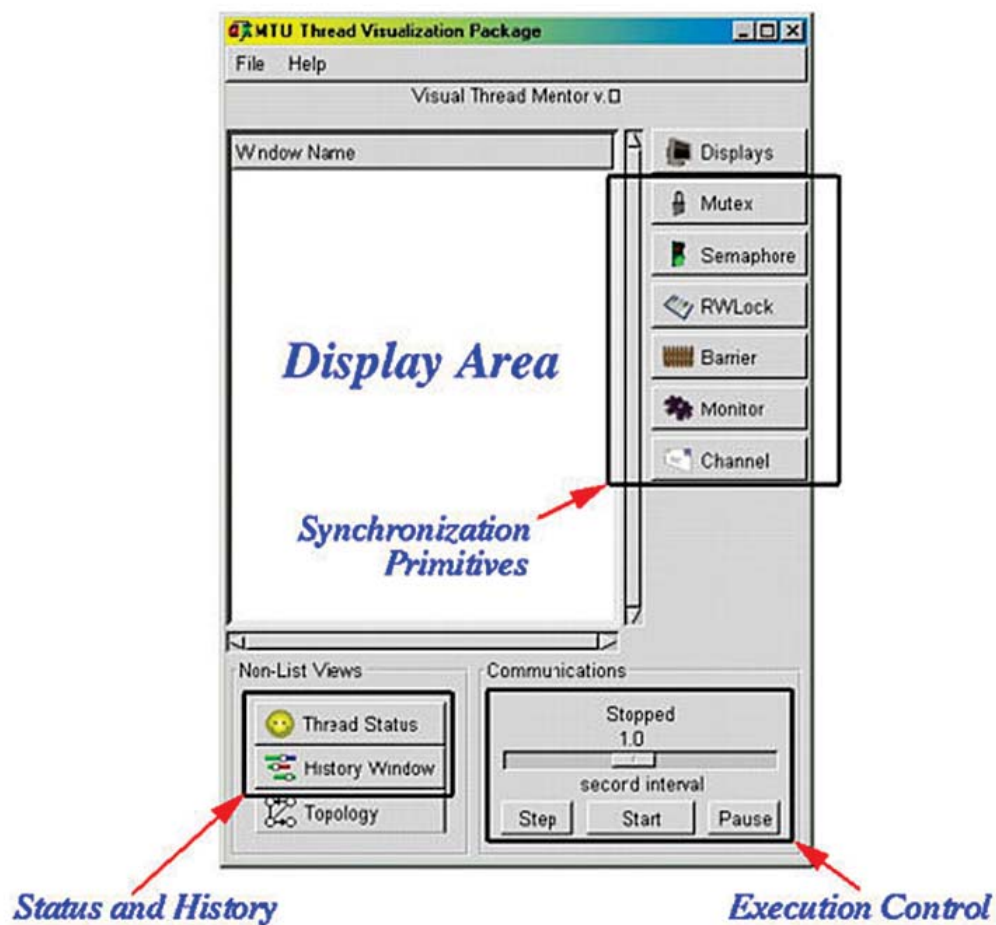 MTU Thread Visualization Package
File Help
Visual Thread Mentor v.
Window Name
Displays
Mutex
Semaphore
RWLock
Barrier
Monitor
Channel
Display Area
Synchronization
Primitives
Non-List Views
Thread Status
History Window
Topology
Communications
Stopped
1.0
second interval
Step Start Pause
Status and History
Execution Control